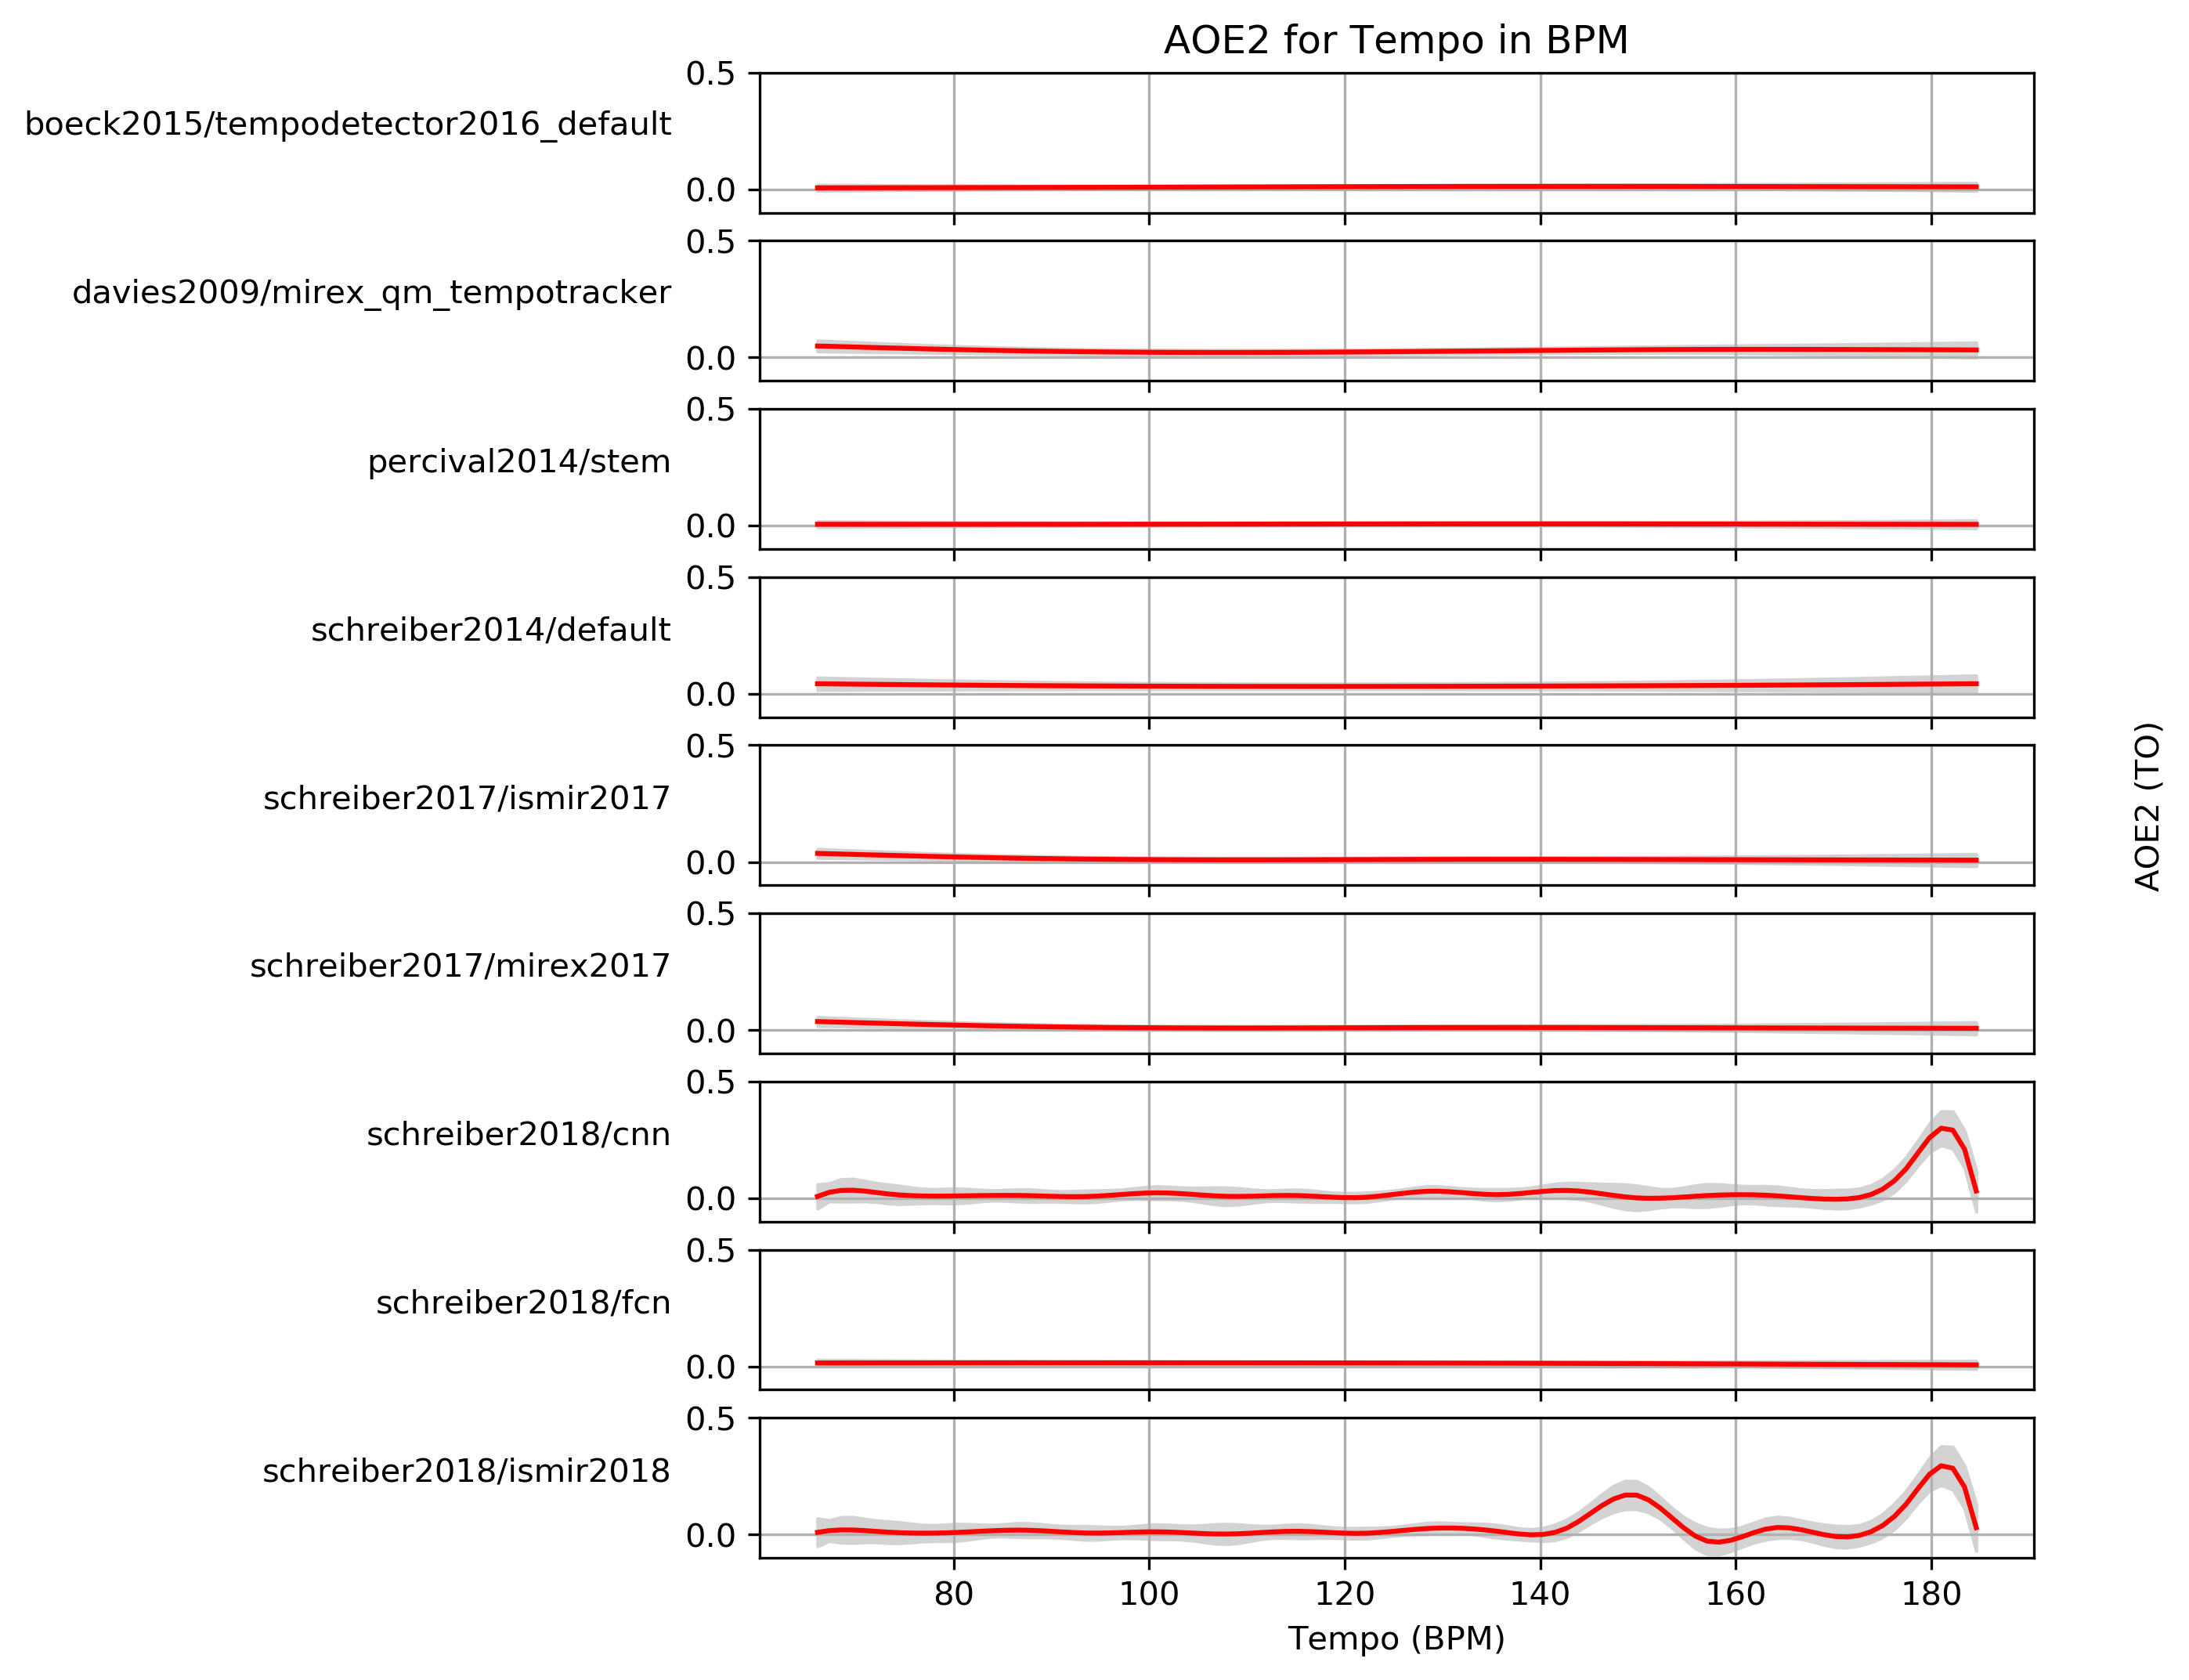 AOE2 for Tempo in BPM
boeck2015/tempodetector2016_default
0.5
0.0
davies2009/mirex_qm_tempotracker
0.5
0.0
percival2014/stem
0.5
0.0
schreiber2014/default
0.5
0.0
schreiber2017/ismir2017
0.5
0.0
schreiber2017/mirex2017
0.5
0.0
schreiber2018/cnn
0.5
0.0
schreiber2018/fcn
0.5
0.0
schreiber2018/ismir2018
0.5
0.0
80 100 120 140 160 180
Tempo (BPM)
AOE2 (TO)